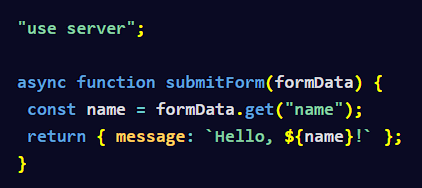 "use server";

async function submitForm(formData) {
 const name = formData.get("name");
 return { message: `Hello, ${name}!` };
}